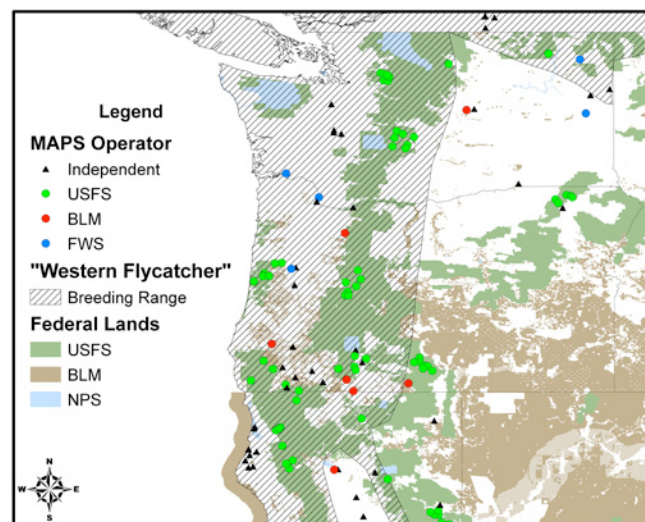 Legend
MAPS Operator
Independent
USFS
BLM
FWS
"Western Flycatcher"
Breeding Range
Federal Lands
USFS
BLM
NPS
N
W E
S